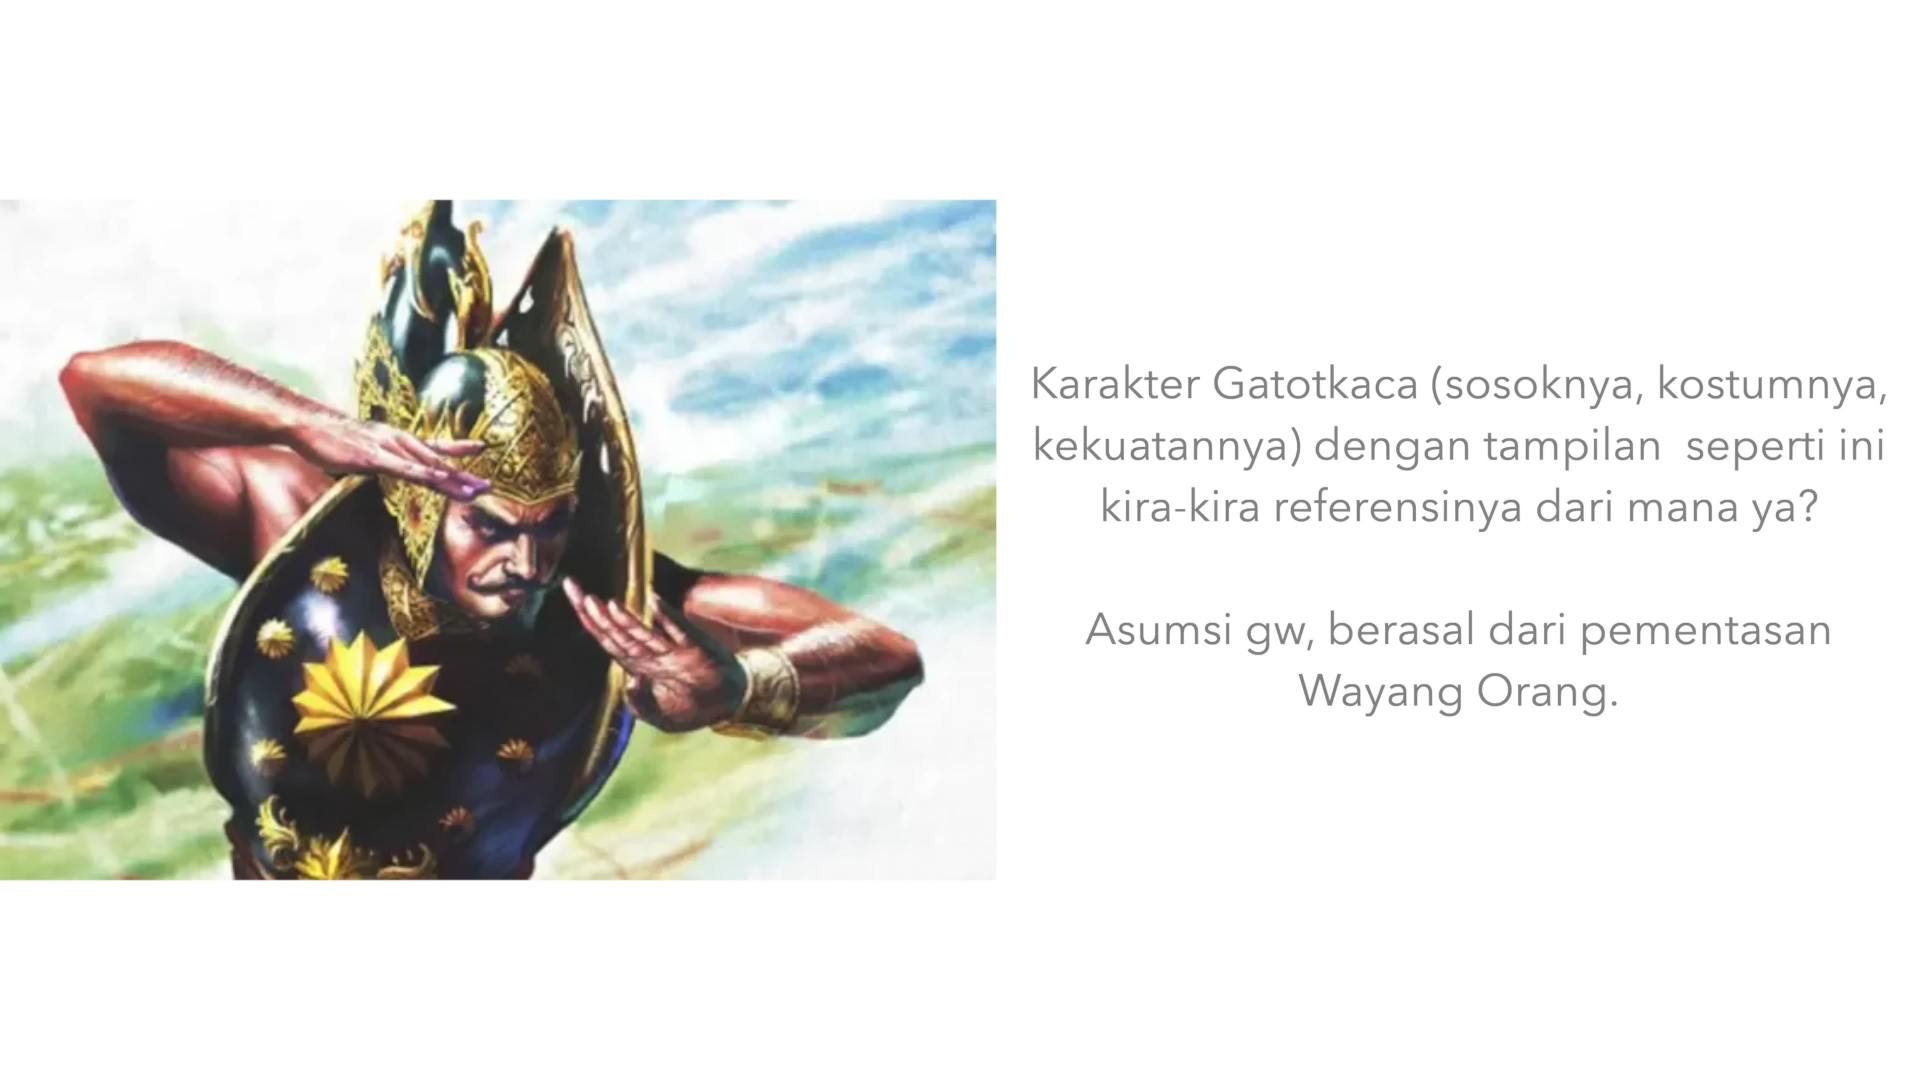 Karakter Gatotkaca (sosoknya, kostumnya,
kekuatannya) dengan tampilan  seperti ini
kira-kira referensinya dari mana ya?
Asumsi gw, berasal dari pementasan
Wayang Orang.